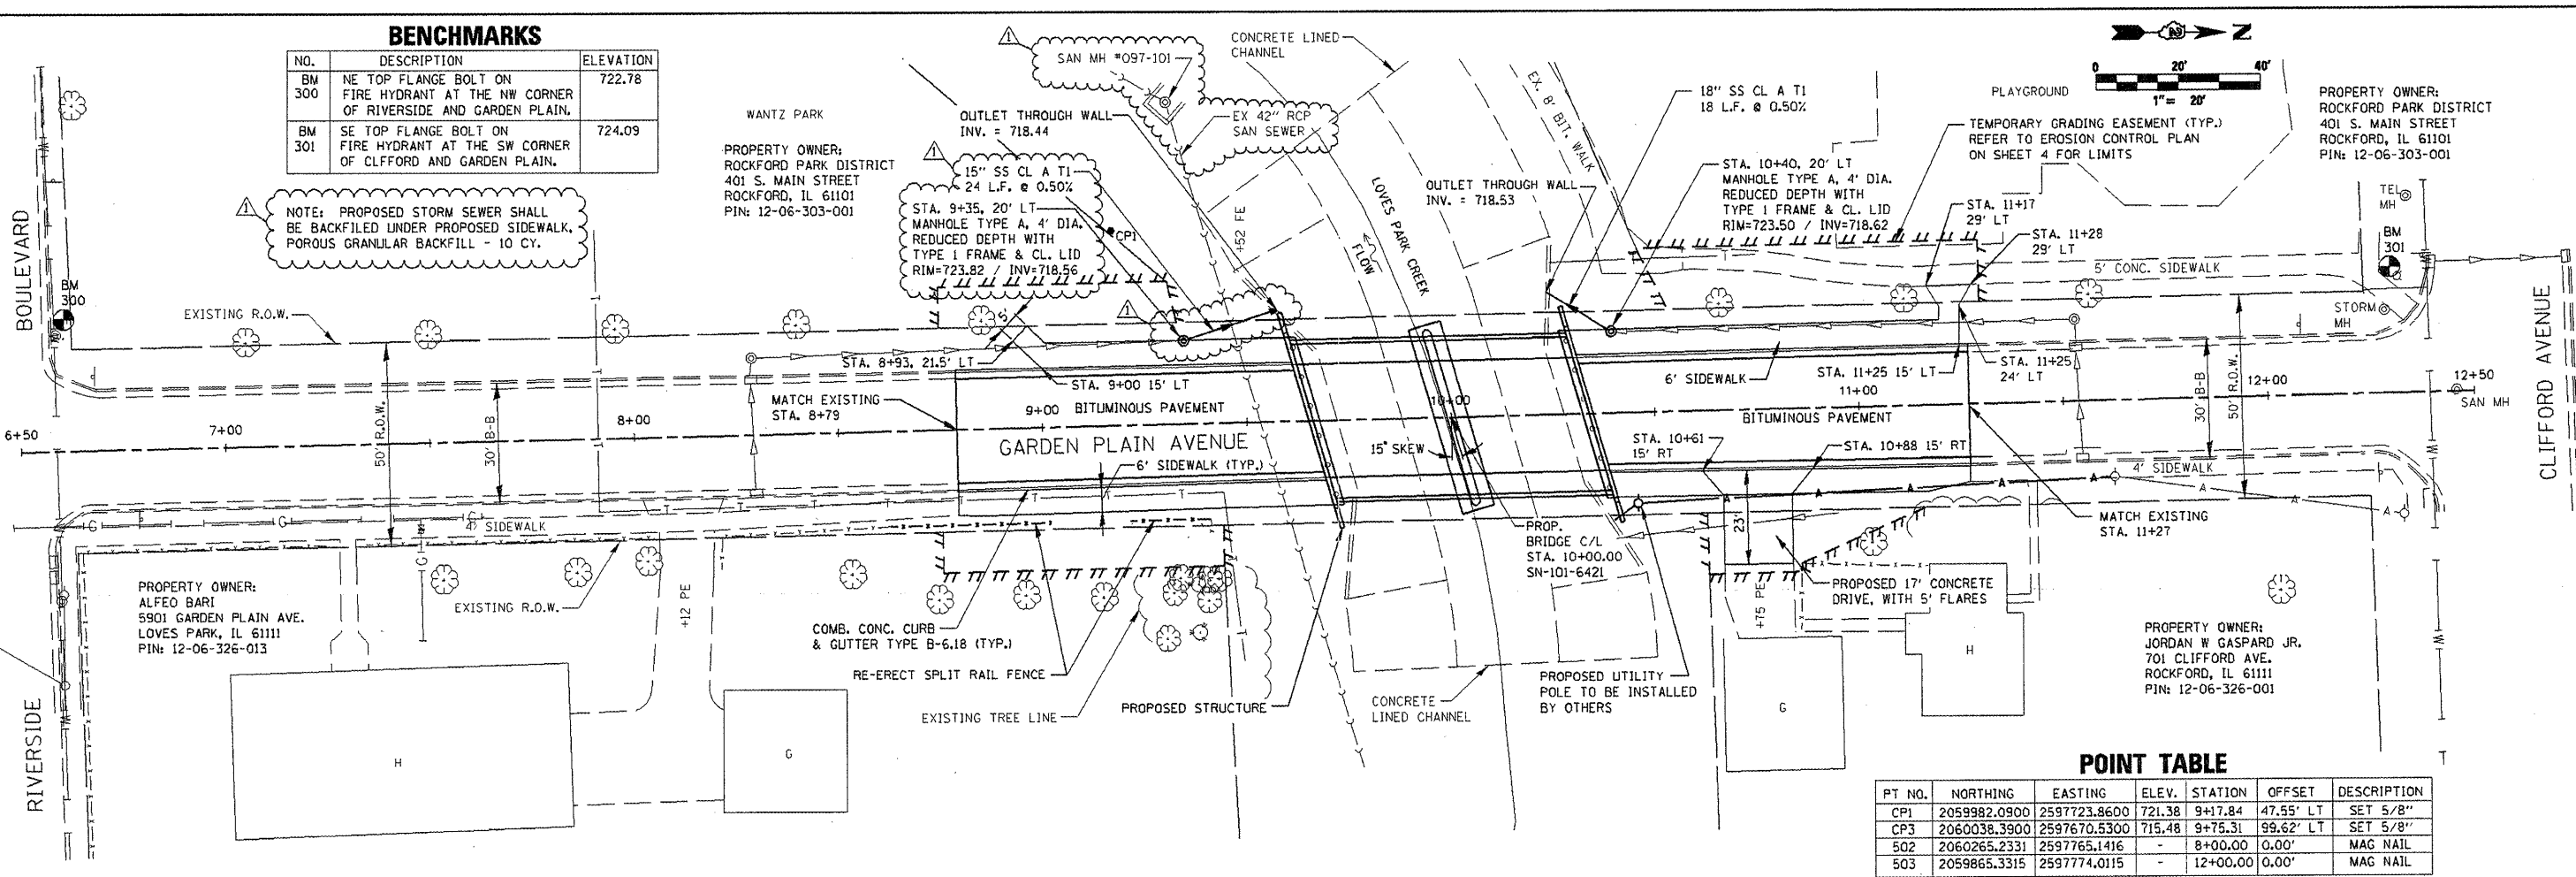 BENCHMARKS
NO. DESCRIPTION ELEVATION
BM 300 NE TOP FLANGE BOLT ON 722.78
FIRE HYDRANT AT THE NW CORNER
OF RIVERSIDE AND GARDEN PLAIN.
BM 301 SE TOP FLANGE BOLT ON 724.09
FIRE HYDRANT AT THE SW CORNER
OF CLFFORD AND GARDEN PLAIN.
1
NOTE: PROPOSED STORM SEWER SHALL
BE BACKFILED UNDER PROPOSED SIDEWALK.
POROUS GRANULAR BACKFILL - 10 CY.
BOULEVARD
BM
300
EXISTING R.O.W.
WANTZ PARK
PROPERTY OWNER:
ROCKFORD PARK DISTRICT
401 S. MAIN STREET
ROCKFORD, IL 61101
PIN: 12-06-303-001
1
SAN MH #097-101
OUTLET THROUGH WALL
INV. = 718.44
EX 42" RCP
SAN SEWER
1
15" SS CL A T1
24 L.F. @ 0.50%
STA. 9+35, 20' LT
MANHOLE TYPE A, 4' DIA.
REDUCED DEPTH WITH
TYPE 1 FRAME & CL. LID
RIM=723.82 / INV=718.56
CP1
1
+52 FE
CONCRETE LINED
CHANNEL
LOVES PARK CREEK
FLOW
EX. 8' BIT. WALK
OUTLET THROUGH WALL
INV. = 718.53
18" SS CL A T1
18 L.F. @ 0.50%
STA. 10+40, 20' LT
MANHOLE TYPE A, 4' DIA.
REDUCED DEPTH WITH
TYPE 1 FRAME & CL. LID
RIM=723.50 / INV=718.62
N
0 20' 40'
1"= 20'
PLAYGROUND
TEMPORARY GRADING EASEMENT (TYP.)
REFER TO EROSION CONTROL PLAN
ON SHEET 4 FOR LIMITS
PROPERTY OWNER:
ROCKFORD PARK DISTRICT
401 S. MAIN STREET
ROCKFORD, IL 61101
PIN: 12-06-303-001
STA. 11+17
29' LT
STA. 11+28
29' LT
5' CONC. SIDEWALK
TEL
MH
BM
301
STORM
MH
5'
STA. 8+93, 21.5' LT
STA. 9+00 15' LT
MATCH EXISTING
STA. 8+79
6' SIDEWALK
STA. 11+25 15' LT
STA. 11+25
24' LT
6+50
7+00
8+00
9+00
BITUMINOUS PAVEMENT
10+00
11+00
BITUMINOUS PAVEMENT
12+00
12+50
SAN MH
50' R.O.W.
30' B-B
GARDEN PLAIN AVENUE
6' SIDEWALK (TYP.)
15° SKEW
STA. 10+61
15' RT
STA. 10+88 15' RT
30' B-B
50' R.O.W.
4' SIDEWALK
CLIFFORD AVENUE
4' SIDEWALK
23'
MATCH EXISTING
STA. 11+27
PROP.
BRIDGE C/L
STA. 10+00.00
SN-101-6421
PROPOSED 17' CONCRETE
DRIVE, WITH 5' FLARES
PROPERTY OWNER:
ALFEO BARI
5901 GARDEN PLAIN AVE.
LOVES PARK, IL 61111
PIN: 12-06-326-013
EXISTING R.O.W.
+12 PE
COMB. CONC. CURB
& GUTTER TYPE B-6.18 (TYP.)
RE-ERECT SPLIT RAIL FENCE
EXISTING TREE LINE
PROPOSED STRUCTURE
CONCRETE
LINED CHANNEL
PROPOSED UTILITY
POLE TO BE INSTALLED
BY OTHERS
+75 PE
H
G
G
H
PROPERTY OWNER:
JORDAN W GASPARD JR.
701 CLIFFORD AVE.
ROCKFORD, IL 61111
PIN: 12-06-326-001
RIVERSIDE
POINT TABLE
PT NO. NORTHING EASTING ELEV. STATION OFFSET DESCRIPTION
CP1 2059982.0900 2597723.8600 721.38 9+17.84 47.55' LT SET 5/8"
CP3 2060038.3900 2597670.5300 715.48 9+75.31 99.62' LT SET 5/8"
502 2060265.2331 2597765.1416 - 8+00.00 0.00' MAG NAIL
503 2059865.3315 2597774.0115 - 12+00.00 0.00' MAG NAIL